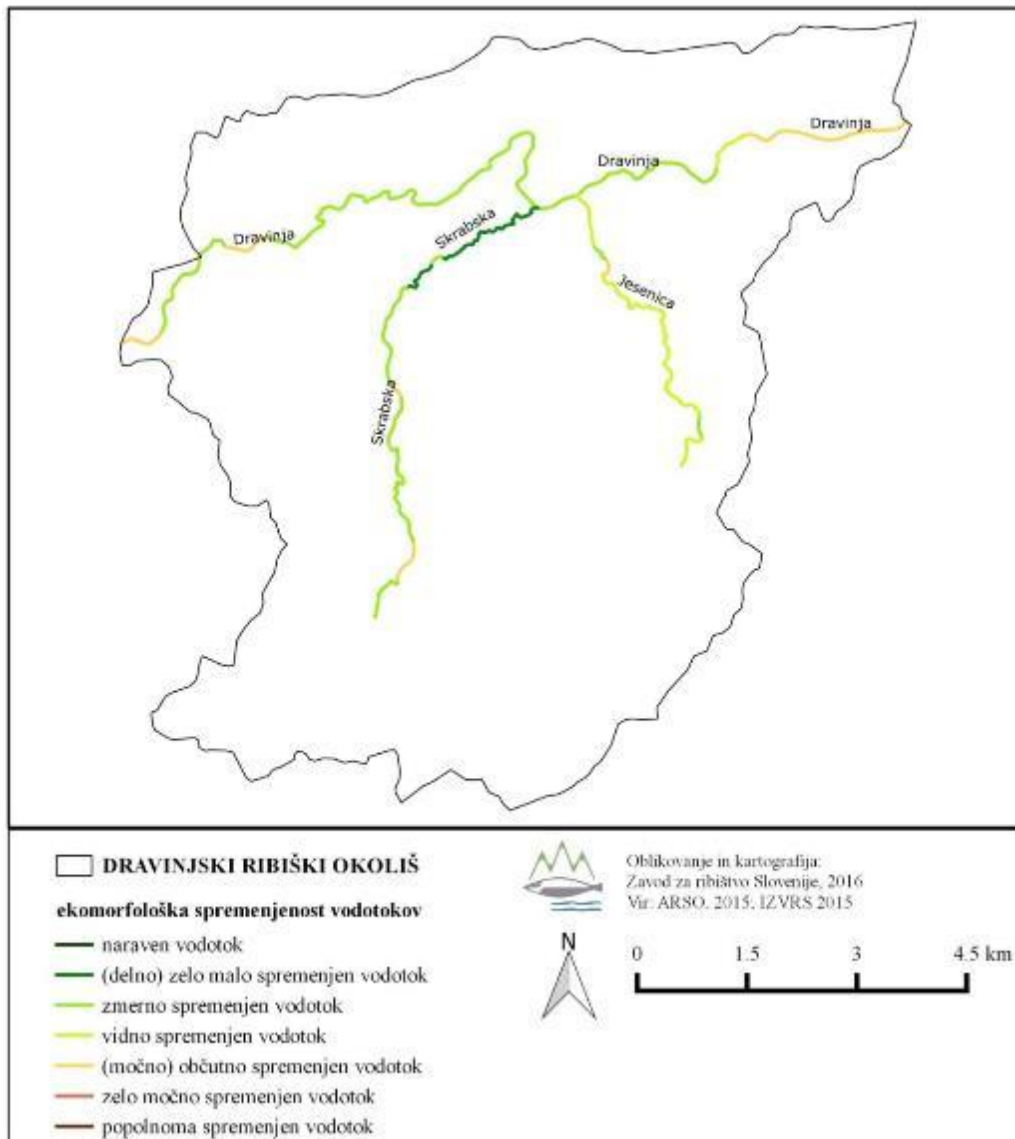 Dravinja
Dravinja
Skrabska
Dravinja
Jesenica
Skrabska
DRAVINJSKI RIBIŠKI OKOLIŠ
ekomorfološka spremenjenost vodotokov
naraven vodotok
(delno) zelo malo spremenjen vodotok
zmerno spremenjen vodotok
vidno spremenjen vodotok
(močno) občutno spremenjen vodotok
zelo močno spremenjen vodotok
popolnoma spremenjen vodotok
Oblikovanje in kartografija:
Zavod za ribištvo Slovenije, 2016
Vir: ARSO, 2015; IZVRS 2015
N
0 1.5 3 4.5 km